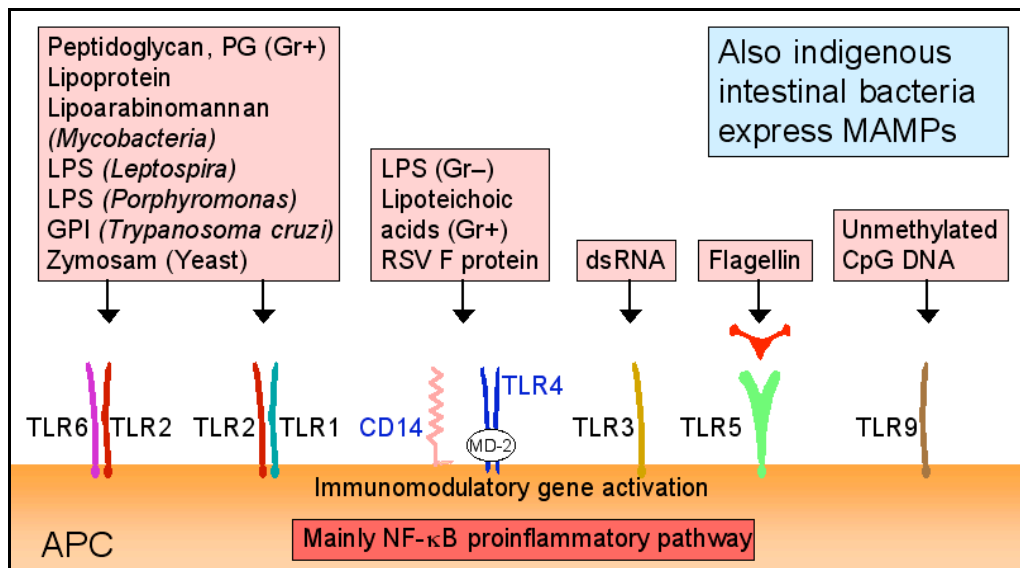 Peptidoglycan, PG (Gr+)
Lipoprotein
Lipoarabinomannan
(Mycobacteria)
LPS (Leptospira)
LPS (Porphyromonas)
GPI (Trypanosoma cruzi)
Zymosam (Yeast)
LPS (Gr–)
Lipoteichoic
acids (Gr+)
RSV F protein
dsRNA
Flagellin
Unmethylated
CpG DNA
Also indigenous
intestinal bacteria
express MAMPs
TLR6
TLR2
TLR2
TLR1
CD14
TLR4
MD-2
TLR3
TLR5
TLR9
Immunomodulatory gene activation
Mainly NF-κB proinflammatory pathway
APC